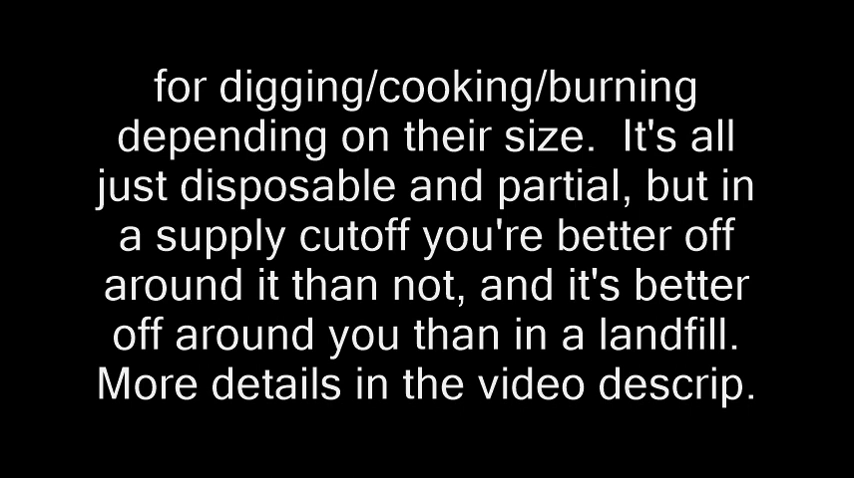 for digging/cooking/burning
depending on their size.  It's all
just disposable and partial, but in
a supply cutoff you're better off
around it than not, and it's better
off around you than in a landfill.
More details in the video descrip.